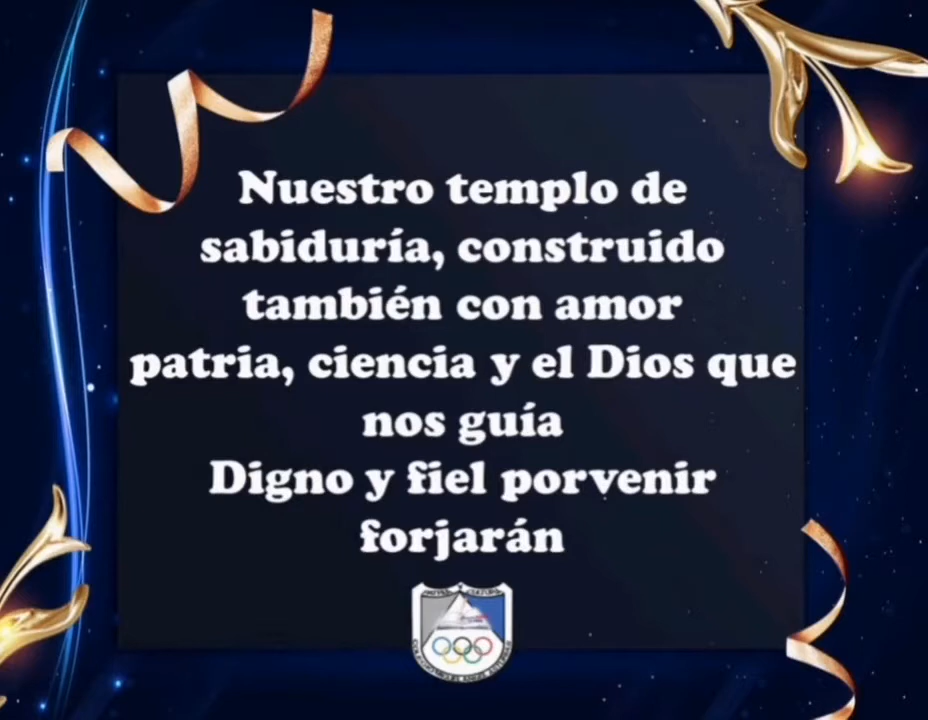 Nuestro templo de
sabiduría, construido
también con amor
patria, ciencia y el Dios que
nos guía
Digno y fiel porvenir
forjarán